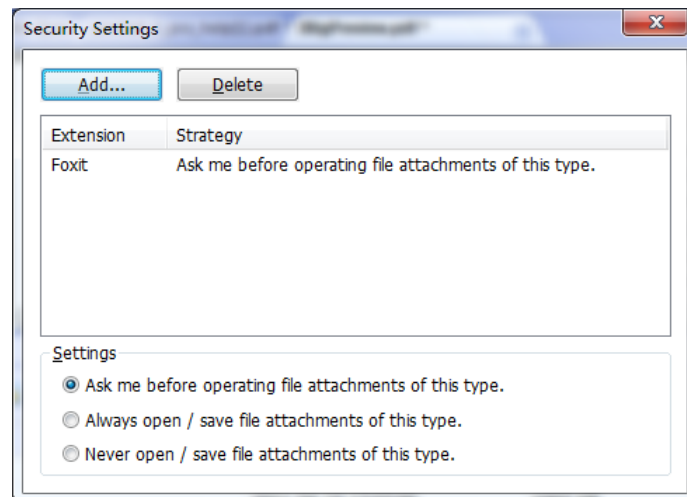 Security Settings
Add... Delete
Extension Strategy
Foxit Ask me before operating file attachments of this type.
Settings
Ask me before operating file attachments of this type.
Always open / save file attachments of this type.
Never open / save file attachments of this type.